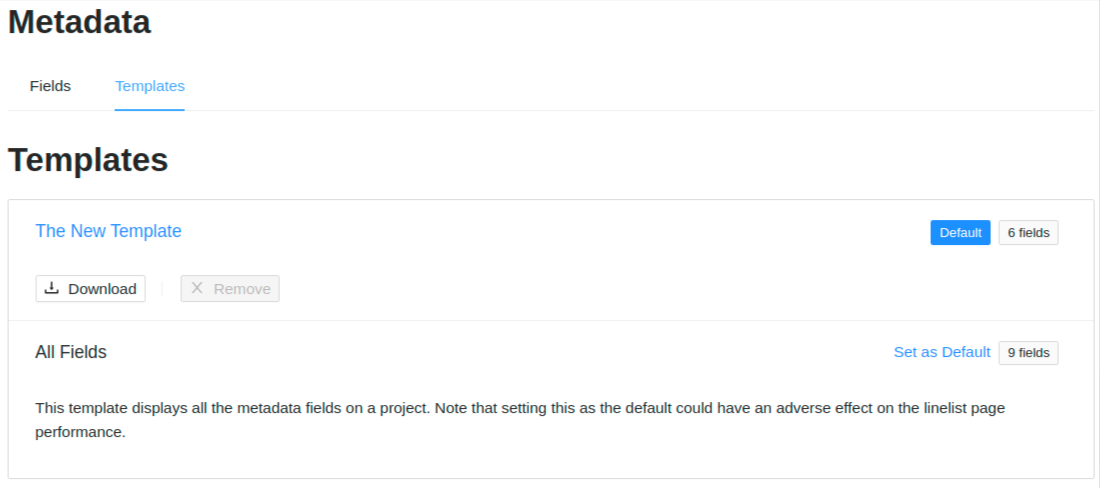 Metadata
Fields Templates
Templates
The New Template Default 6 fields
Download Remove
All Fields Set as Default 9 fields
This template displays all the metadata fields on a project. Note that setting this as the default could have an adverse effect on the linelist page
performance.